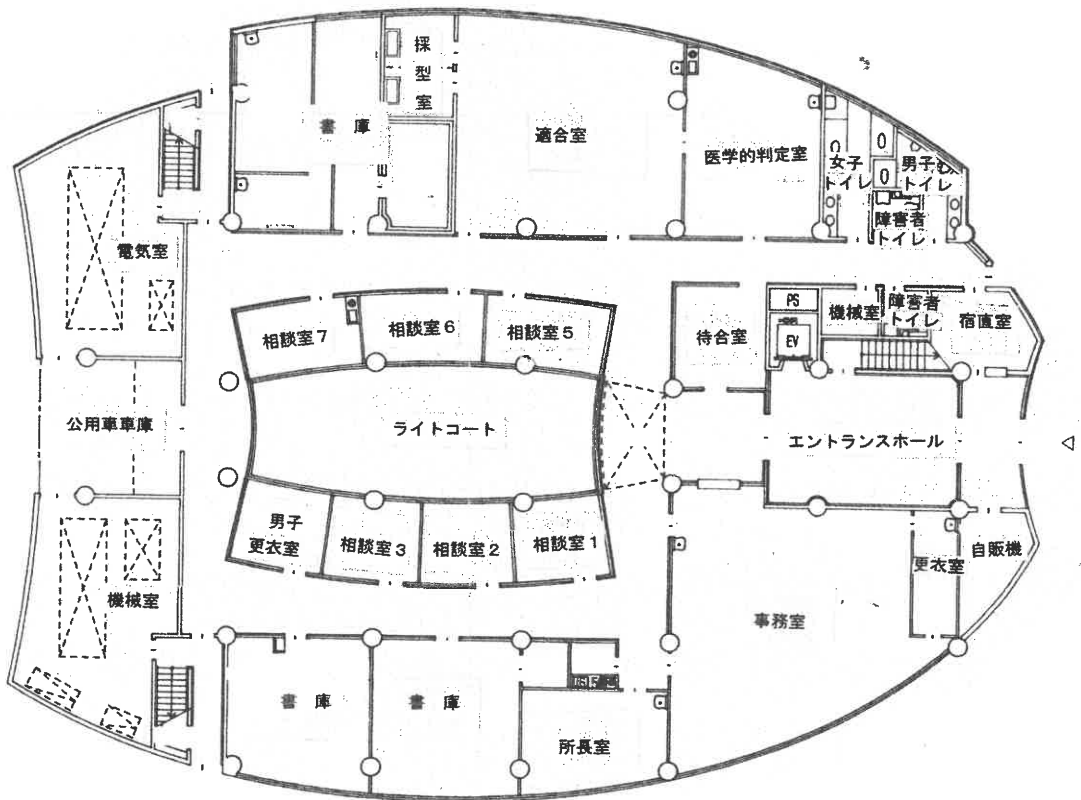 採
型
室
書 庫
適合室
医学的判定室
女子
トイレ
男子
トイレ
障害者
トイレ
電気室
相談室7
相談室6
相談室5
待合室
PS
EV
機械室
障害者
トイレ
宿直室
公用車車庫
ライトコート
エントランスホール
男子
更衣室
相談室3
相談室2
相談室1
機械室
更衣室
自販機
事務室
書 庫
書 庫
所長室